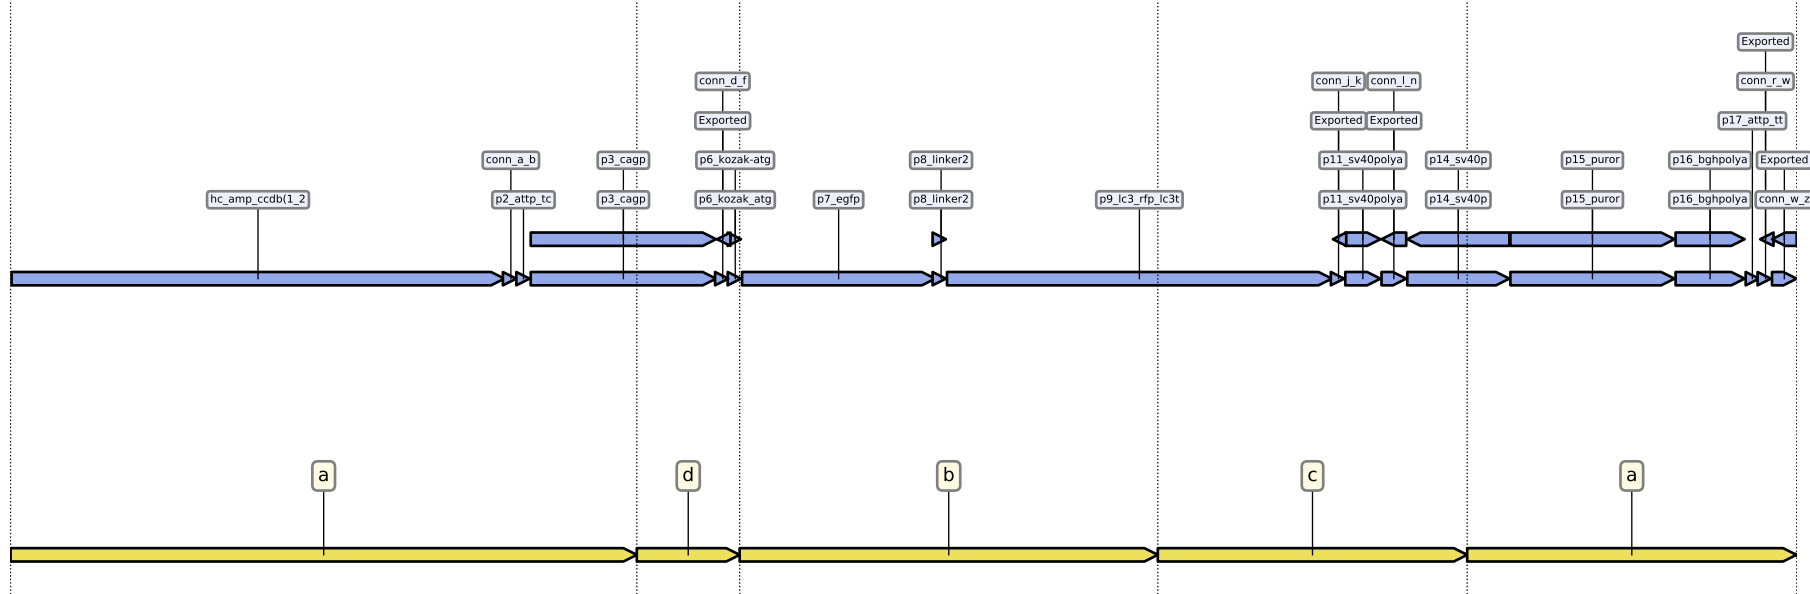 Exported
conn_d_f conn_j_k conn_l_n conn_r_w
Exported Exported Exported p17_attp_tt
conn_a_b p3_cagp p6_kozak-atg p8_linker2 p11_sv40polya p14_sv40p p15_puror p16_bghpolya Exported
hc_amp_ccdb(1_2 p2_attp_tc p3_cagp p6_kozak_atg p7_egfp p8_linker2 p9_lc3_rfp_lc3t p11_sv40polya p14_sv40p p15_puror p16_bghpolya conn_w_z
a d b c a